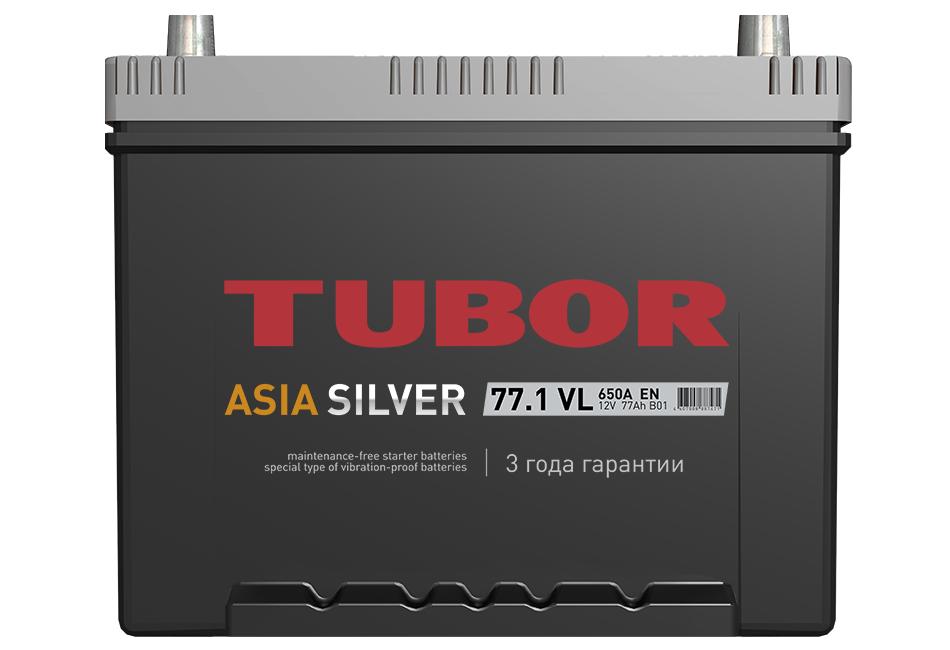 TUBOR
ASIA SILVER 77.1 VL 650A EN
12V 77Ah B01
maintenance-free starter batteries
special type of vibration-proof batteries
3 года гарантии